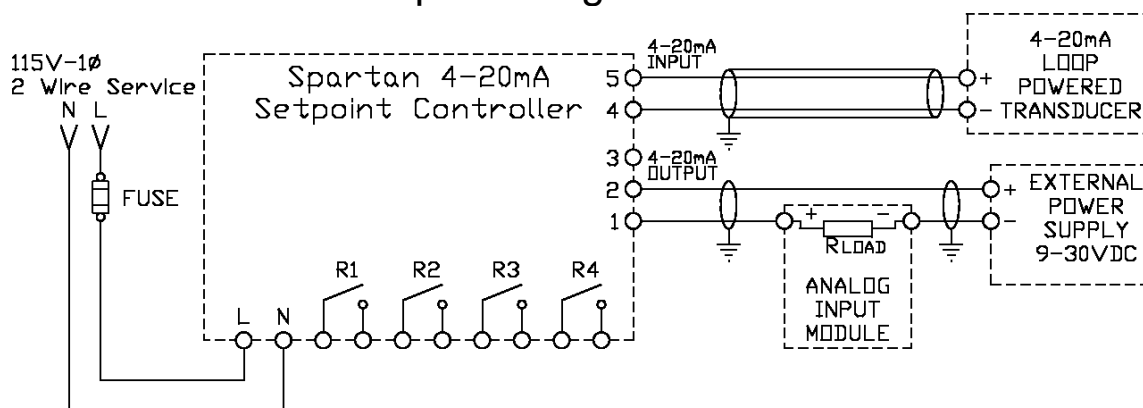 115V-1ø
2 Wire Service
N L
FUSE
Spartan 4-20mA
Setpoint Controller
4-20mA
INPUT
5
4
3
4-20mA
OUTPUT
2
1
+
-
4-20mA
LOOP
POWERED
TRANSDUCER
+
-
EXTERNAL
POWER
SUPPLY
9-30VDC
+ -
RLOAD
ANALOG
INPUT
MODULE
R1 R2 R3 R4
L N